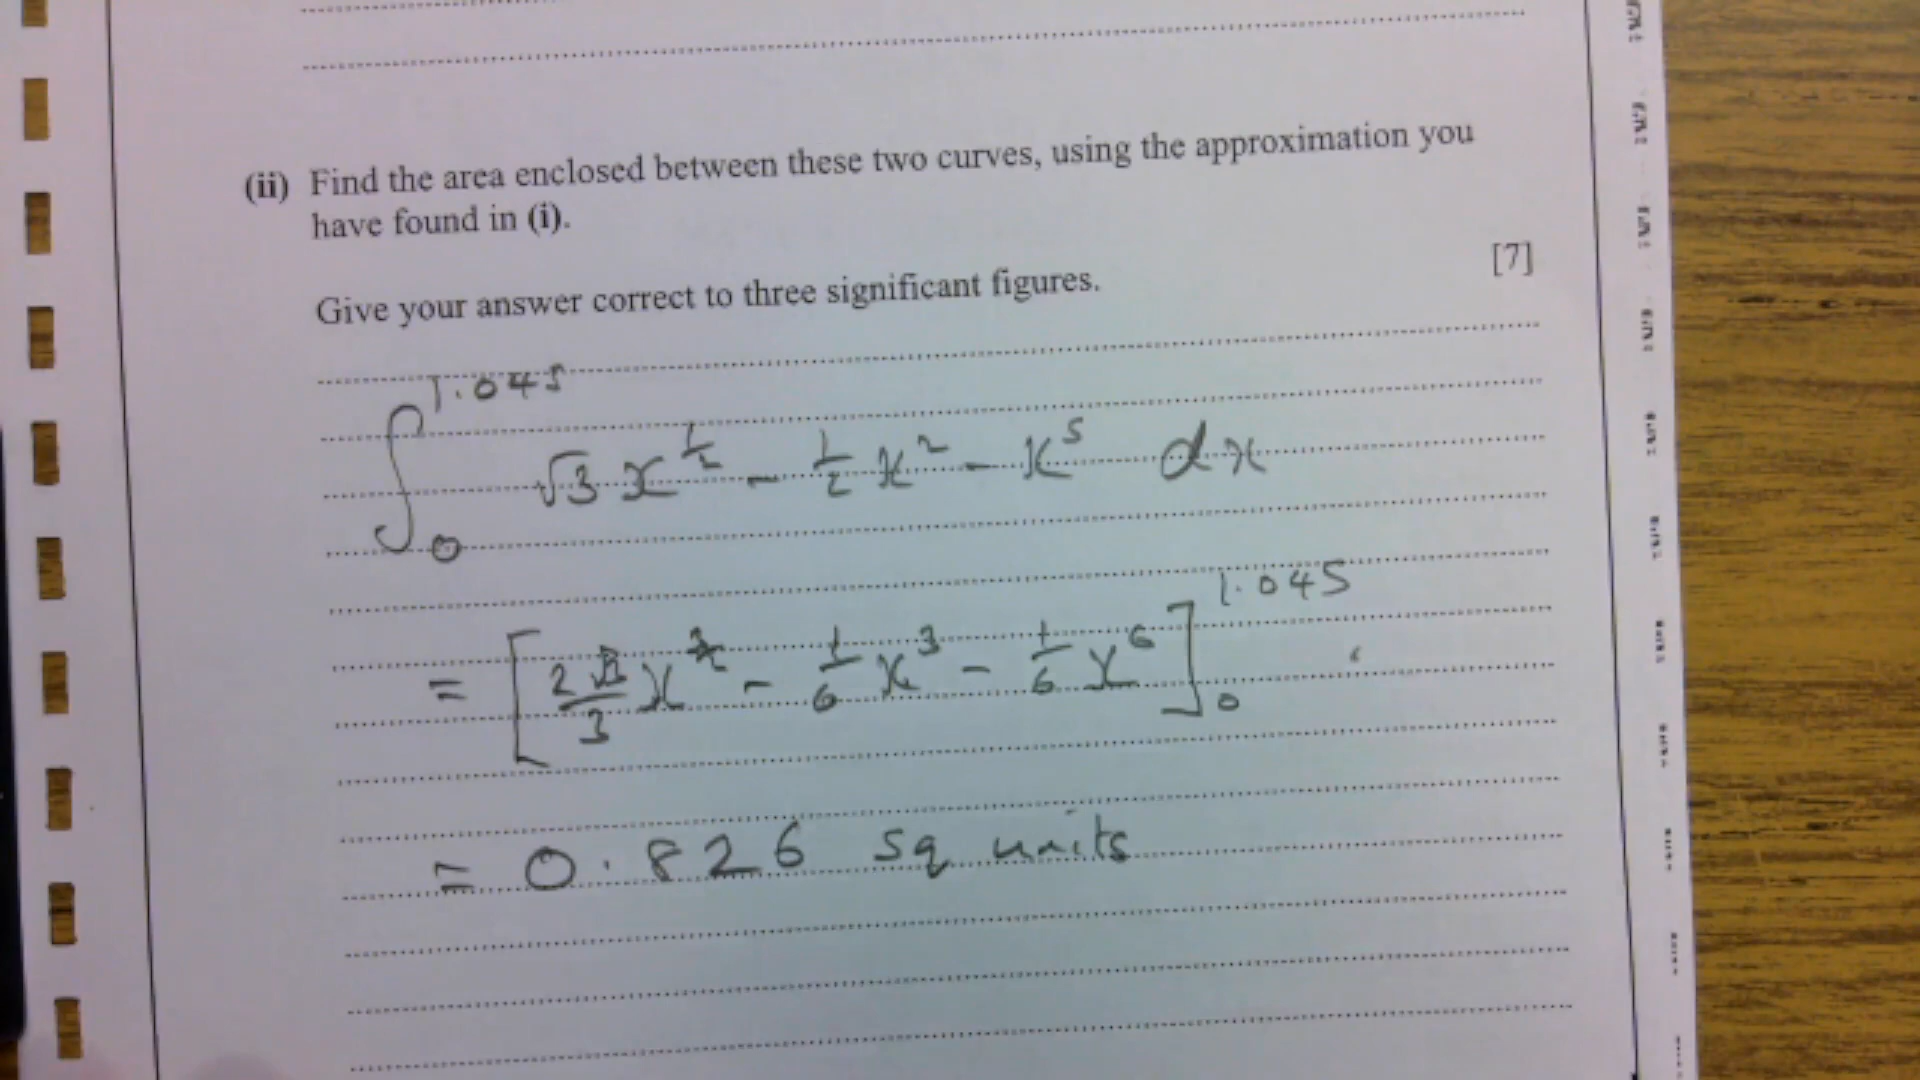 (ii) Find the area enclosed between these two curves, using the approximation you
have found in (i).
[7]
Give your answer correct to three significant figures.
∫₀^1.045 √3 x^½ - ½ x² - x⁵ dx
= [2√3/3 x^3/2 - 1/6 x³ - 1/6 x⁶]₀^1.045
= 0.826 sq units